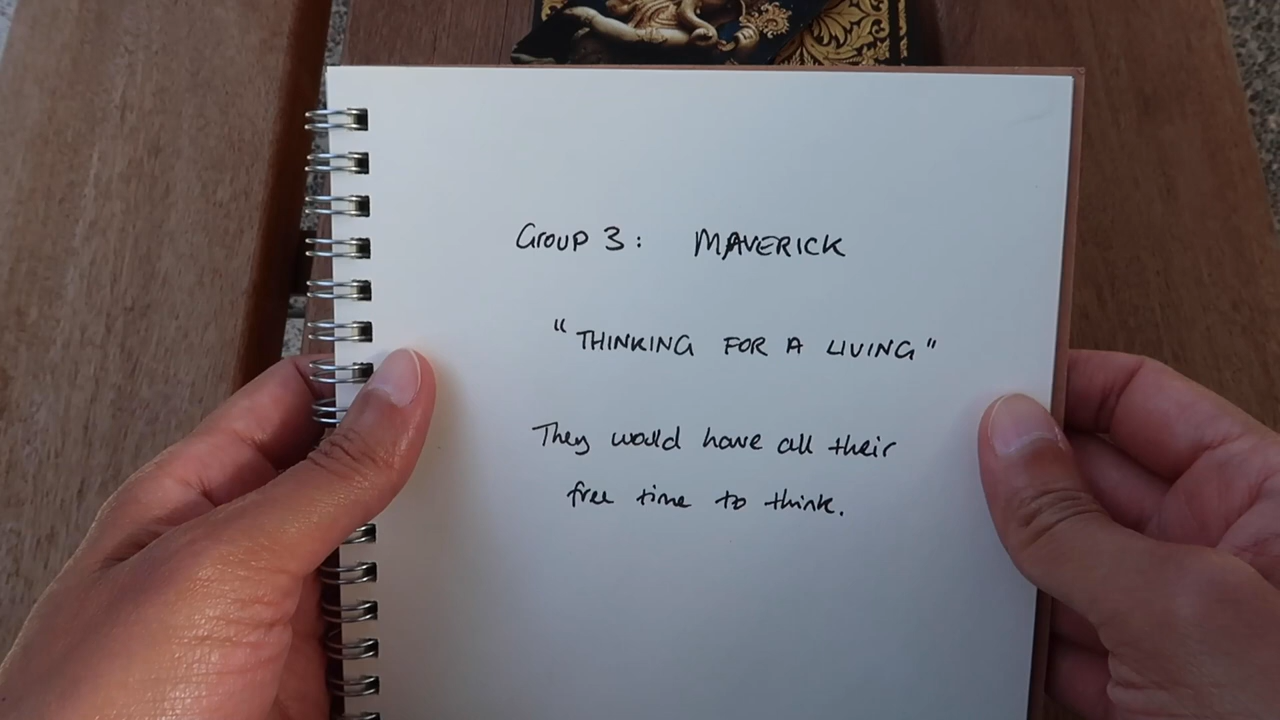 Group 3: MAVERICK
"THINKING FOR A LIVING"
They would have all their
free time to think.